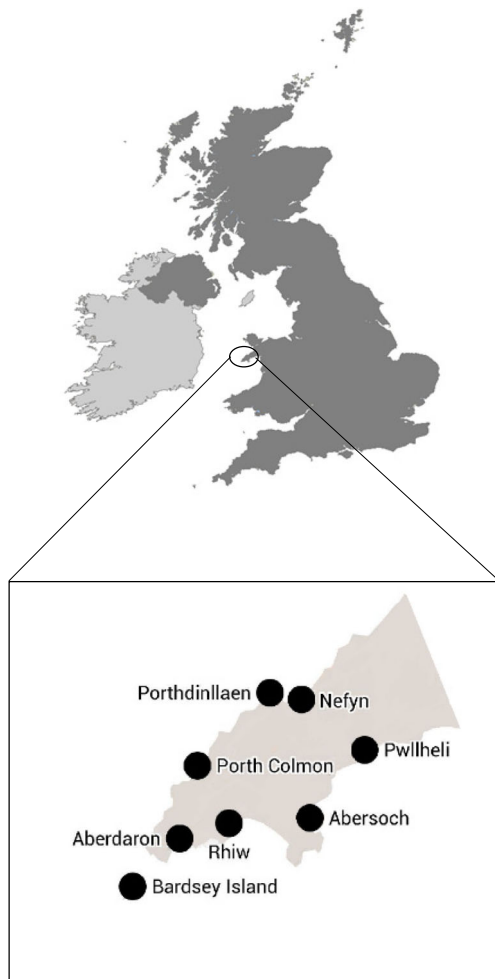 Porthdinllaen
Nefyn
Pwllheli
Porth Colmon
Abersoch
Aberdaron
Rhiw
Bardsey Island